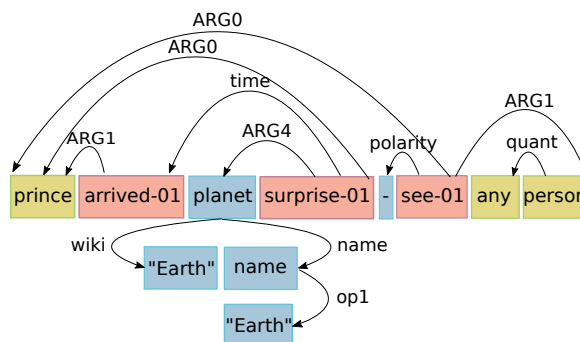 ARG0
ARG0
time
ARG1
ARG1
ARG4
polarity
quant
prince arrived-01 planet surprise-01 - see-01 any person
wiki
name
"Earth" name
op1
"Earth"